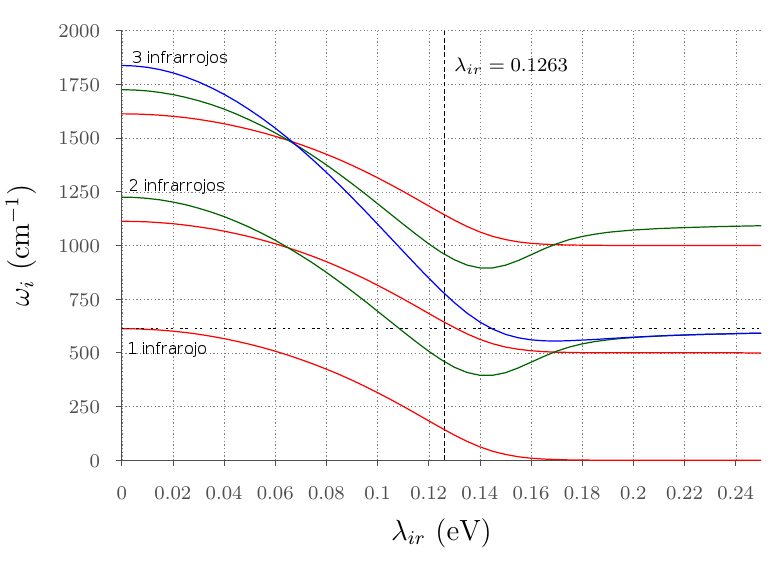 2000
1750
1500
1250
1000
750
500
250
0
ω_i (cm⁻¹)
3 infrarrojos
2 infrarrojos
1 infrarojo
λ_ir = 0.1263
0 0.02 0.04 0.06 0.08 0.1 0.12 0.14 0.16 0.18 0.2 0.22 0.24
λ_ir (eV)